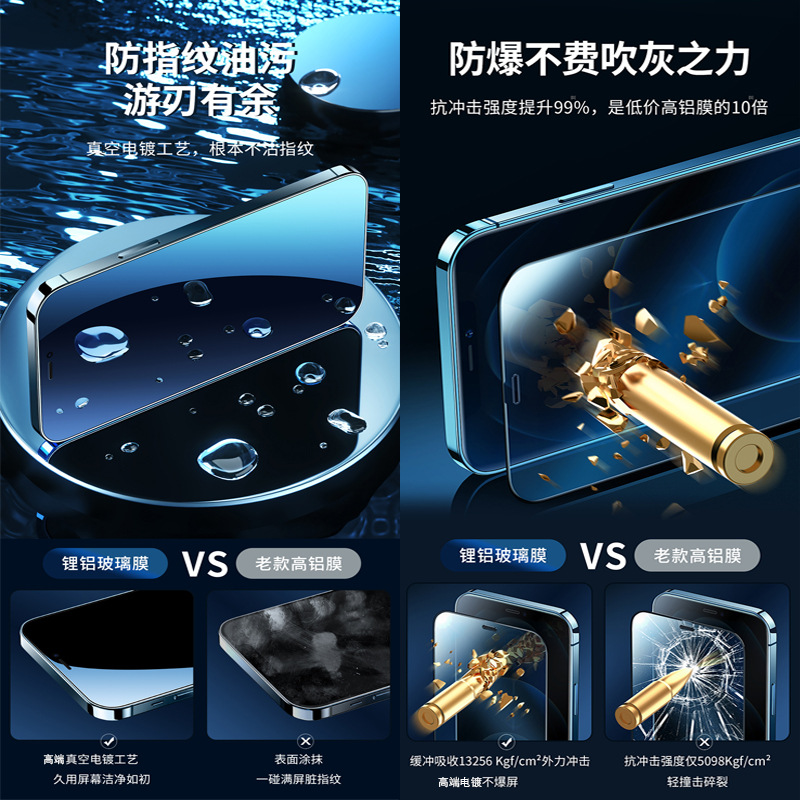 防指纹油污
游刃有余
真空电镀工艺，根本不沾指纹
锂铝玻璃膜
VS
老款高铝膜
高端真空电镀工艺
久用屏幕洁净如初
表面涂抹
一碰满屏脏指纹
防爆不费吹灰之力
抗冲击强度提升99%，是低价高铝膜的10倍
锂铝玻璃膜
VS
老款高铝膜
缓冲吸收13256 Kgf/cm²外力冲击
高端电镀不爆屏
抗冲击强度仅5098Kgf/cm²
轻撞击碎裂